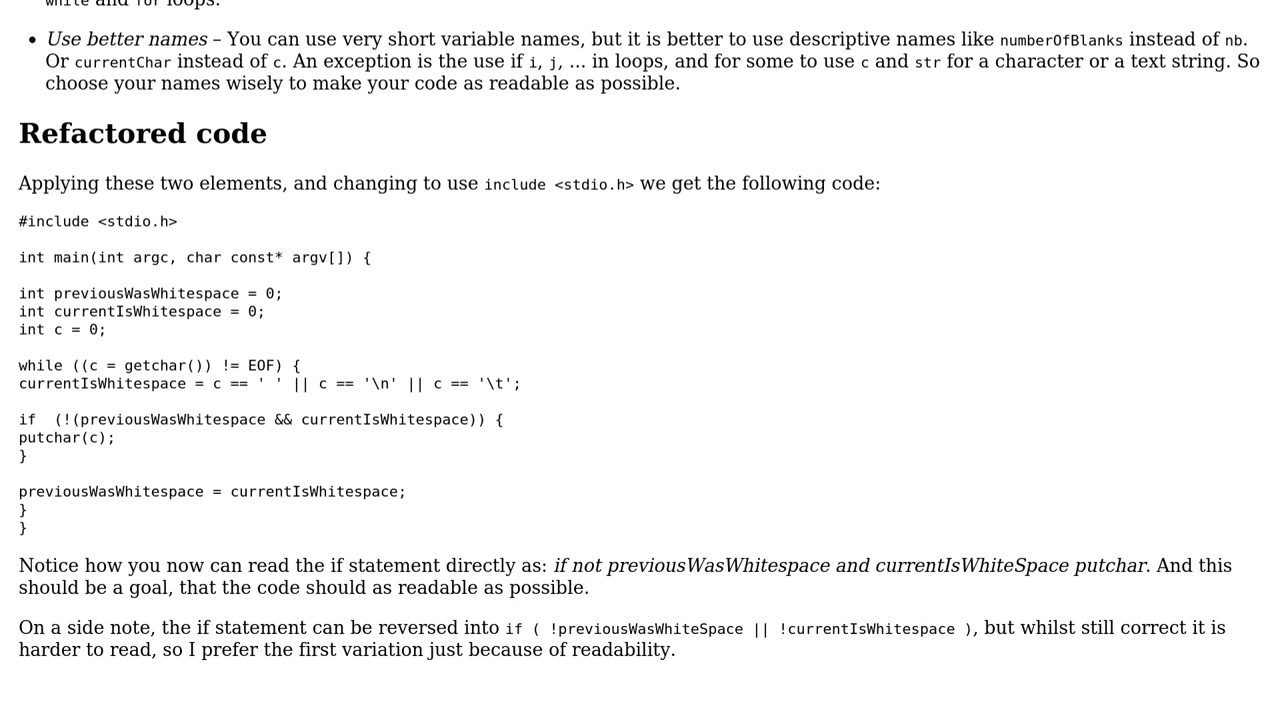 while and for loops.
• Use better names – You can use very short variable names, but it is better to use descriptive names like numberOfBlanks instead of nb.
Or currentChar instead of c. An exception is the use if i, j, ... in loops, and for some to use c and str for a character or a text string. So
choose your names wisely to make your code as readable as possible.
Refactored code
Applying these two elements, and changing to use include <stdio.h> we get the following code:
#include <stdio.h>
int main(int argc, char const* argv[]) {
int previousWasWhitespace = 0;
int currentIsWhitespace = 0;
int c = 0;
while ((c = getchar()) != EOF) {
currentIsWhitespace = c == ' ' || c == '\n' || c == '\t';
if  (!(previousWasWhitespace && currentIsWhitespace)) {
putchar(c);
}
previousWasWhitespace = currentIsWhitespace;
}
}
Notice how you now can read the if statement directly as: if not previousWasWhitespace and currentIsWhiteSpace putchar. And this
should be a goal, that the code should as readable as possible.
On a side note, the if statement can be reversed into if ( !previousWasWhiteSpace || !currentIsWhitespace ), but whilst still correct it is
harder to read, so I prefer the first variation just because of readability.